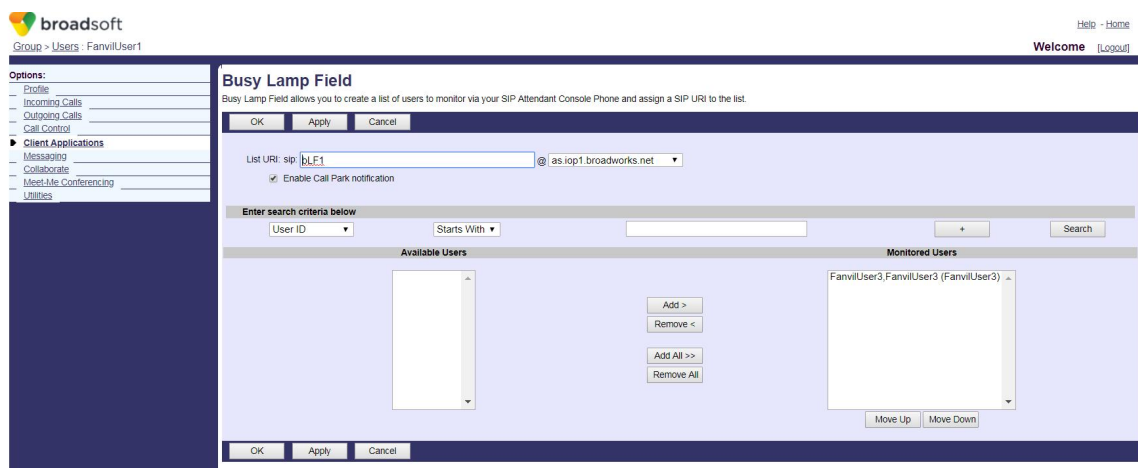 broadsoft
Help - Home
Group > Users : FanvilUser1
Welcome [Logout]
Options:
Profile
Incoming Calls
Outgoing Calls
Call Control
Client Applications
Messaging
Collaborate
Meet-Me Conferencing
Utilities
Busy Lamp Field
Busy Lamp Field allows you to create a list of users to monitor via your SIP Attendant Console Phone and assign a SIP URI to the list.
OK Apply Cancel
List URI: sip: bLF1 @ as.iop1.broadworks.net
Enable Call Park notification
Enter search criteria below
User ID Starts With + Search
Available Users Monitored Users
FanvilUser3,FanvilUser3 (FanvilUser3)
Add >
Remove <
Add All >>
Remove All
Move Up Move Down
OK Apply Cancel